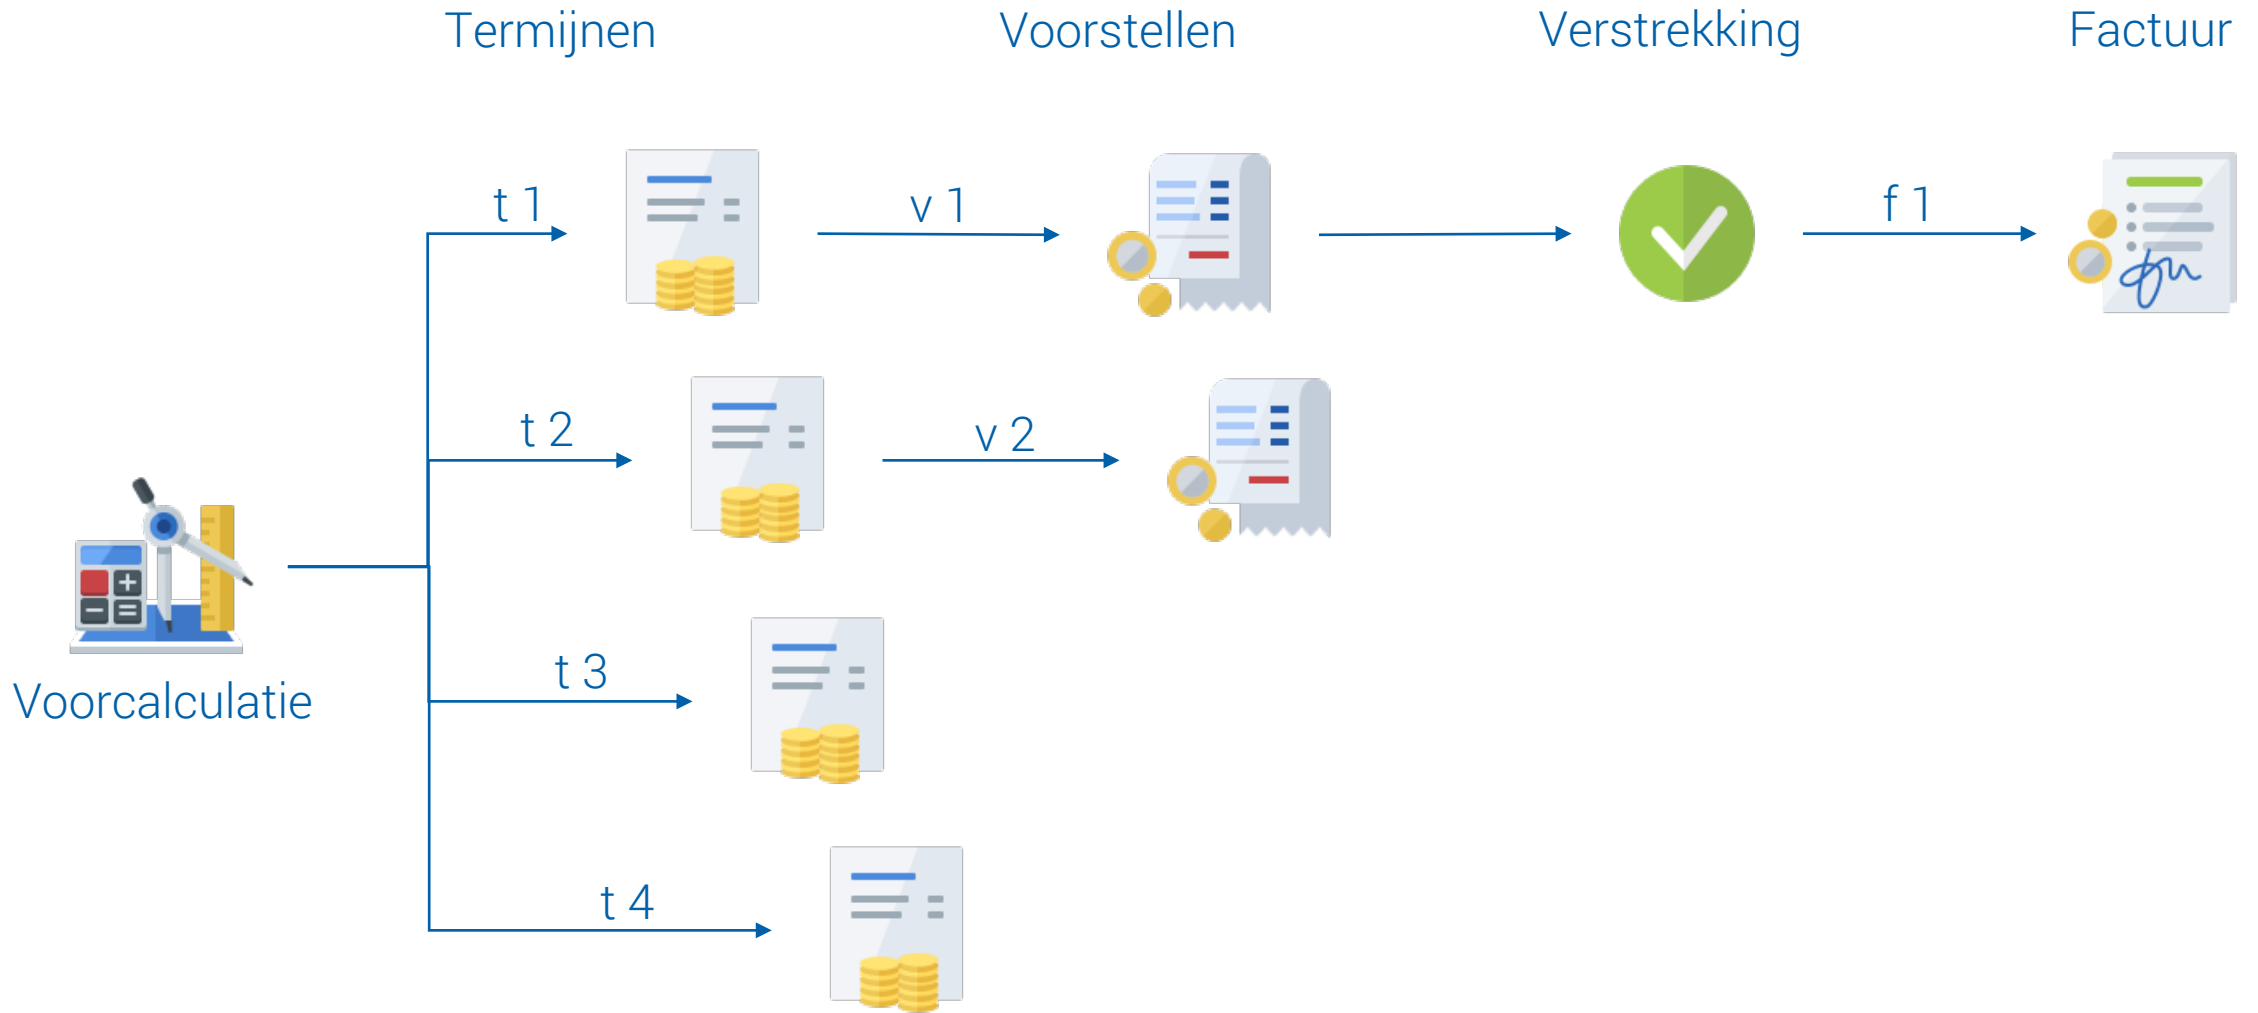 Termijnen
Voorstellen
Verstrekking
Factuur
t 1
v 1
f 1
t 2
v 2
t 3
Voorcalculatie
t 4